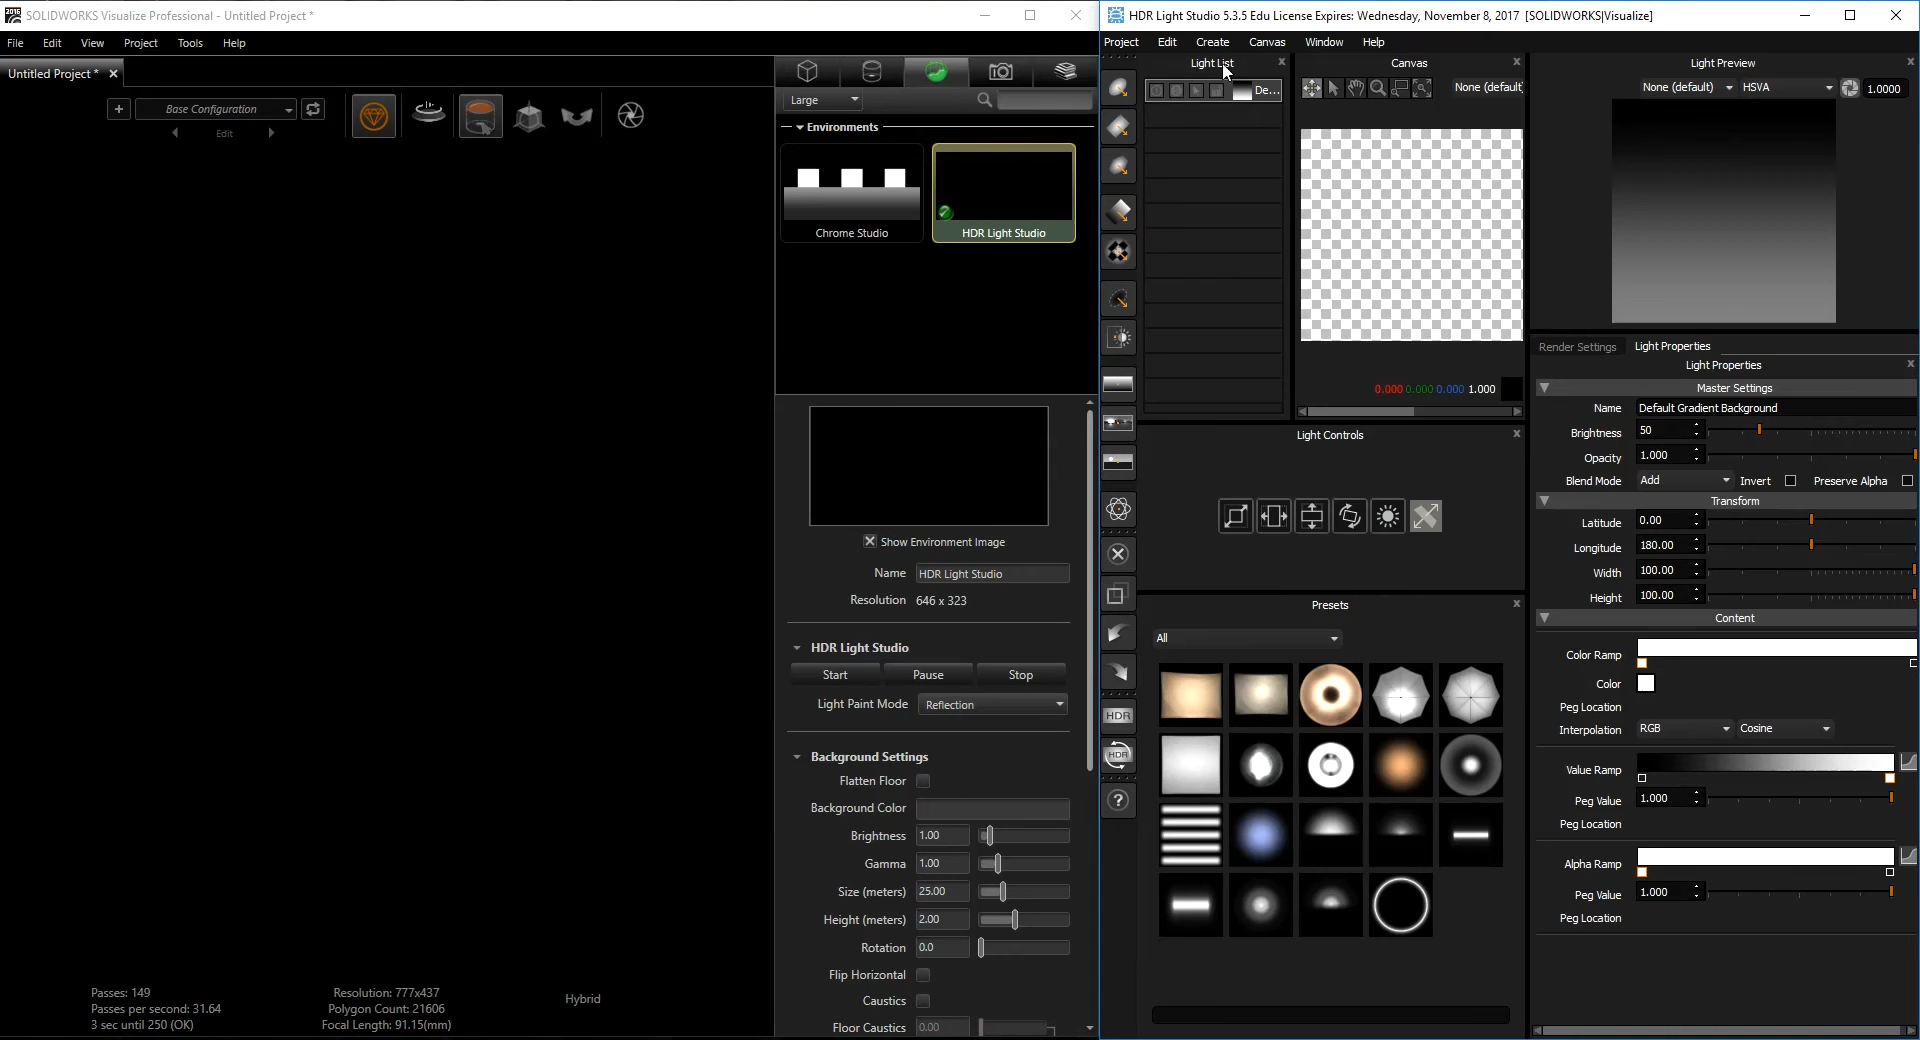 SOLIDWORKS Visualize Professional - Untitled Project *
File Edit View Project Tools Help
Untitled Project *
Base Configuration
Edit
Large
Environments
Chrome Studio
HDR Light Studio
Show Environment Image
Name HDR Light Studio
Resolution 646 x 323
HDR Light Studio
Start Pause Stop
Light Paint Mode Reflection
Background Settings
Flatten Floor
Background Color
Brightness 1.00
Gamma 1.00
Size (meters) 25.00
Height (meters) 2.00
Rotation 0.0
Flip Horizontal
Caustics
Floor Caustics 0.00
Passes: 149
Passes per second: 31.64
3 sec until 250 (OK)
Resolution: 777x437
Polygon Count: 21606
Focal Length: 91.15(mm)
Hybrid
HDR Light Studio 5.3.5 Edu License Expires: Wednesday, November 8, 2017 [SOLIDWORKS|Visualize]
Project Edit Create Canvas Window Help
Light List
De...
HDR
HDR
Canvas
None (default
0.000 0.000 0.000 1.000
Light Controls
Presets
All
Light Preview
None (default) HSVA 1.0000
Render Settings Light Properties
Light Properties
Master Settings
Name Default Gradient Background
Brightness 50
Opacity 1.000
Blend Mode Add Invert Preserve Alpha
Transform
Latitude 0.00
Longitude 180.00
Width 100.00
Height 100.00
Content
Color Ramp
Color
Peg Location
Interpolation RGB Cosine
Value Ramp
Peg Value 1.000
Peg Location
Alpha Ramp
Peg Value 1.000
Peg Location